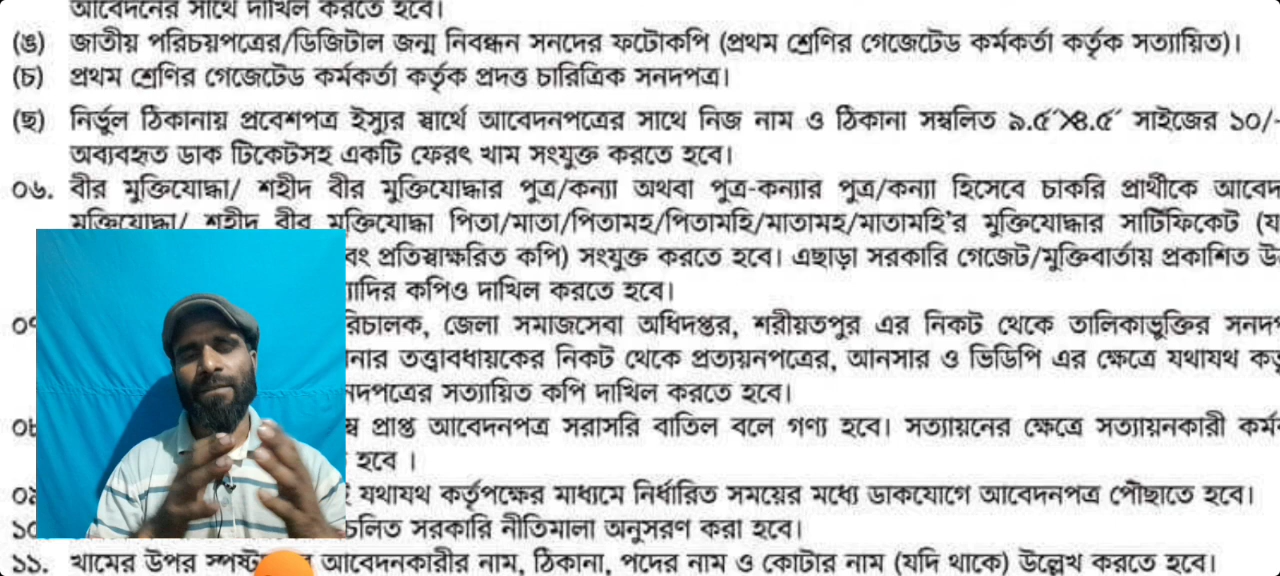 আবেদনের সাথে দাখিল করতে হবে।
(ঙ) জাতীয় পরিচয়পত্রের/ডিজিটাল জন্ম নিবন্ধন সনদের ফটোকপি (প্রথম শ্রেণির গেজেটেড কর্মকর্তা কর্তৃক সত্যায়িত)।
(চ) প্রথম শ্রেণির গেজেটেড কর্মকর্তা কর্তৃক প্রদত্ত চারিত্রিক সনদপত্র।
(ছ) নির্ভুল ঠিকানায় প্রবেশপত্র ইস্যুর স্বার্থে আবেদনপত্রের সাথে নিজ নাম ও ঠিকানা সম্বলিত ৯.৫˝×৪.৫˝ সাইজের ১০/-
অব্যবহৃত ডাক টিকেটসহ একটি ফেরৎ খাম সংযুক্ত করতে হবে।
০৬. বীর মুক্তিযোদ্ধা/ শহীদ বীর মুক্তিযোদ্ধার পুত্র/কন্যা অথবা পুত্র-কন্যার পুত্র/কন্যা হিসেবে চাকরি প্রার্থীকে আবেদ
মুক্তিযোদ্ধা/ শহীদ বীর মুক্তিযোদ্ধা পিতা/মাতা/পিতামহ/পিতামহি/মাতামহ/মাতামহি'র মুক্তিযোদ্ধার সার্টিফিকেট (য
বং প্রতিস্বাক্ষরিত কপি) সংযুক্ত করতে হবে। এছাড়া সরকারি গেজেট/মুক্তিবার্তায় প্রকাশিত
াদির কপিও দাখিল করতে হবে।
রিচালক, জেলা সমাজসেবা অধিদপ্তর, শরীয়তপুর এর নিকট থেকে তালিকাভুক্তির সনদপ
নার তত্ত্বাবধায়কের নিকট থেকে প্রত্যয়নপত্রের, আনসার ও ভিডিপি এর ক্ষেত্রে যথাযথ কর্তৃ
নদপত্রের সত্যায়িত কপি দাখিল করতে হবে।
প্রাপ্ত আবেদনপত্র সরাসরি বাতিল বলে গণ্য হবে। সত্যায়নের ক্ষেত্রে সত্যায়নকারী কর্ম
হবে ।
যথাযথ কর্তৃপক্ষের মাধ্যমে নির্ধারিত সময়ের মধ্যে ডাকযোগে আবেদনপত্র পৌঁছাতে হবে।
চলিত সরকারি নীতিমালা অনুসরণ করা হবে।
১১. খামের উপর আবেদনকারীর নাম, ঠিকানা, পদের নাম ও কোটার নাম (যদি থাকে) উল্লেখ করতে হবে।